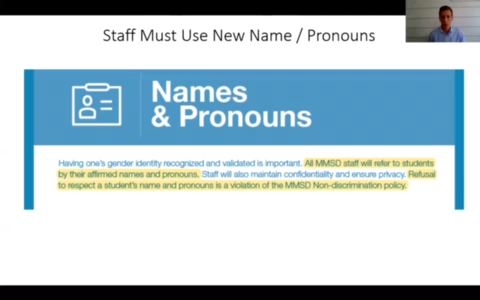 Staff Must Use New Name / Pronouns
Names
& Pronouns
Having one's gender identity recognized and validated is important. All MMSD staff will refer to students
by their affirmed names and pronouns. Staff will also maintain confidentiality and ensure privacy. Refusal
to respect a student's name and pronouns is a violation of the MMSD Non-discrimination policy.